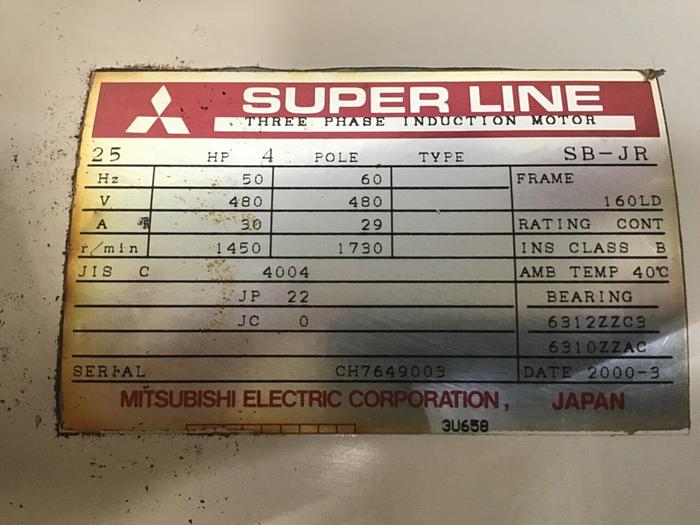 SUPER LINE
THREE PHASE INDUCTION MOTOR
25 HP 4 POLE TYPE SB-JR
Hz 50 60 FRAME
V 480 480 160LD
A 30 29 RATING CONT
r/min 1450 1730 INS CLASS B
JIS C 4004 AMB TEMP 40℃
JP 22 BEARING
JC 0 6312ZZC3
6310ZZAC
SERIAL CH7649003 DATE 2000-3
MITSUBISHI ELECTRIC CORPORATION, JAPAN
3U658